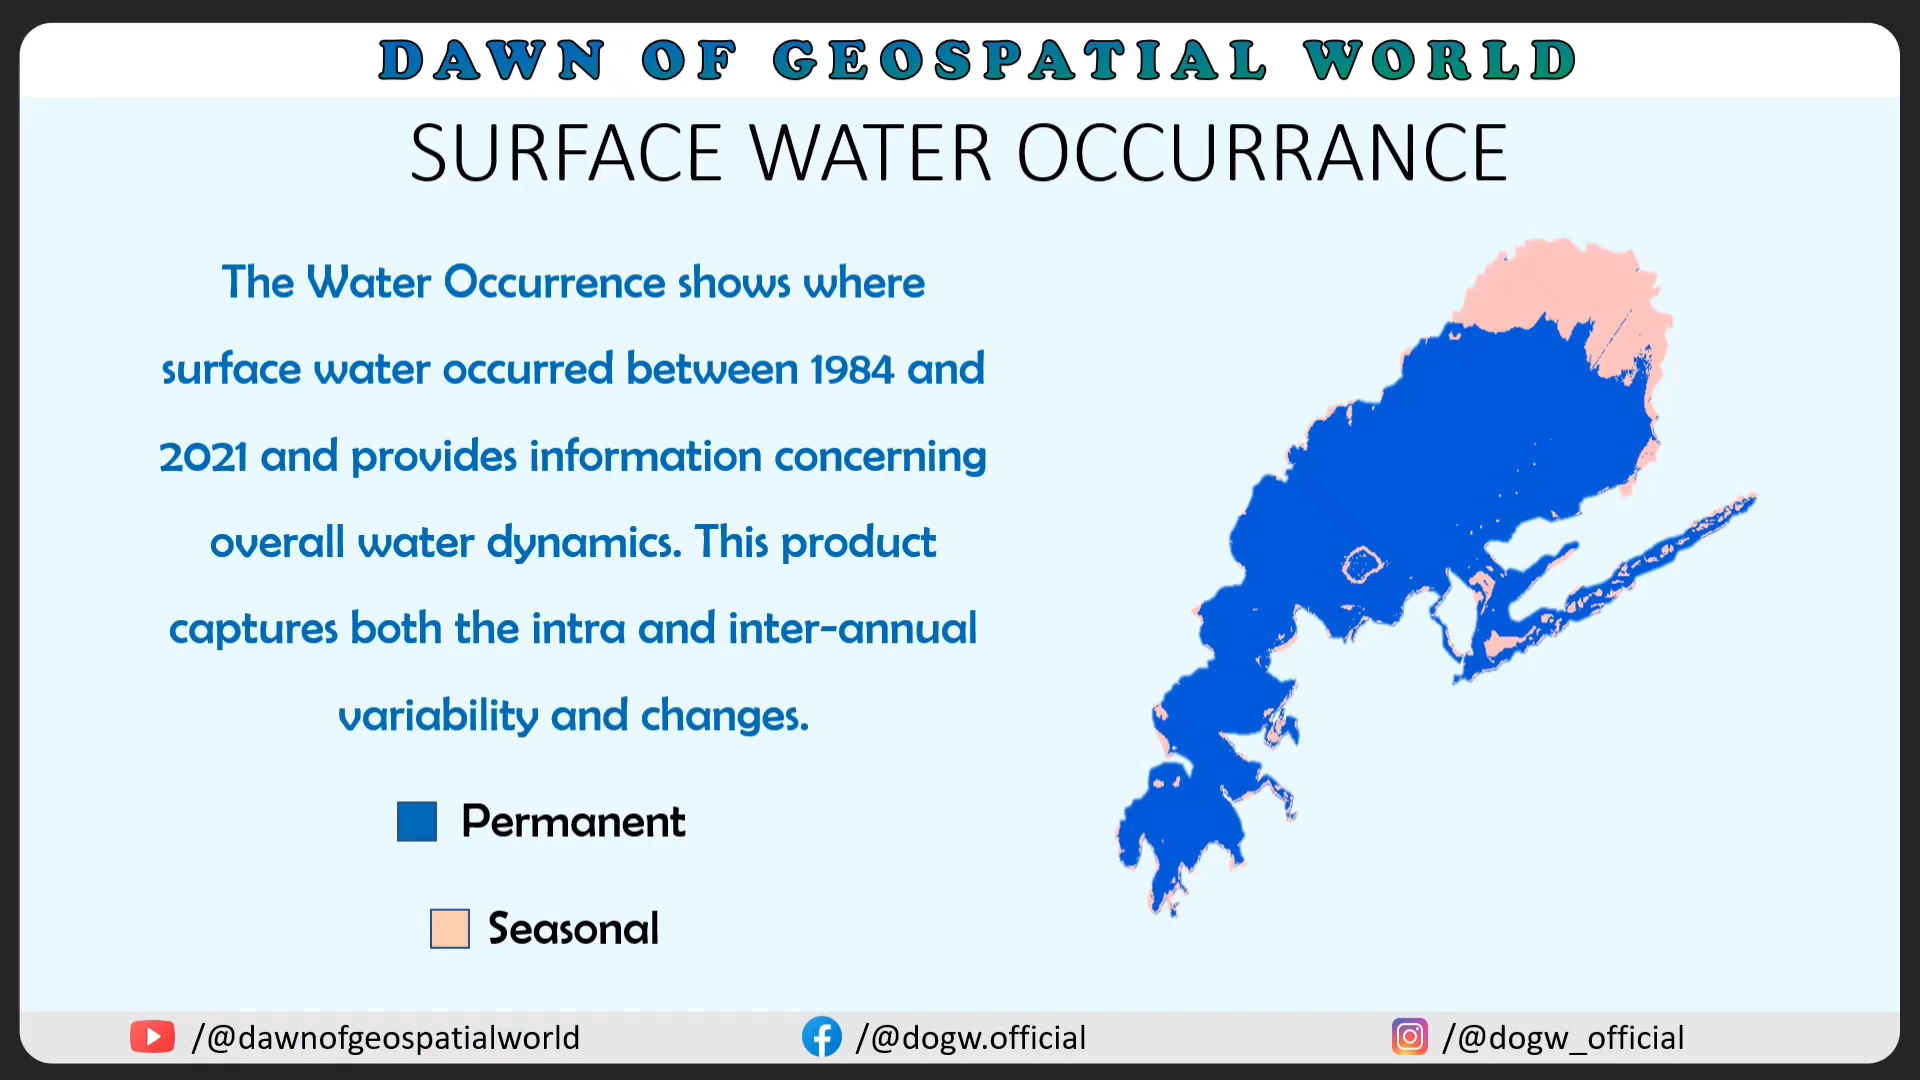 DAWN OF GEOSPATIAL WORLD
SURFACE WATER OCCURRANCE
The Water Occurrence shows where
surface water occurred between 1984 and
2021 and provides information concerning
overall water dynamics. This product
captures both the intra and inter-annual
variability and changes.
Permanent
Seasonal
/@dawnofgeospatialworld
/@dogw.official
/@dogw_official